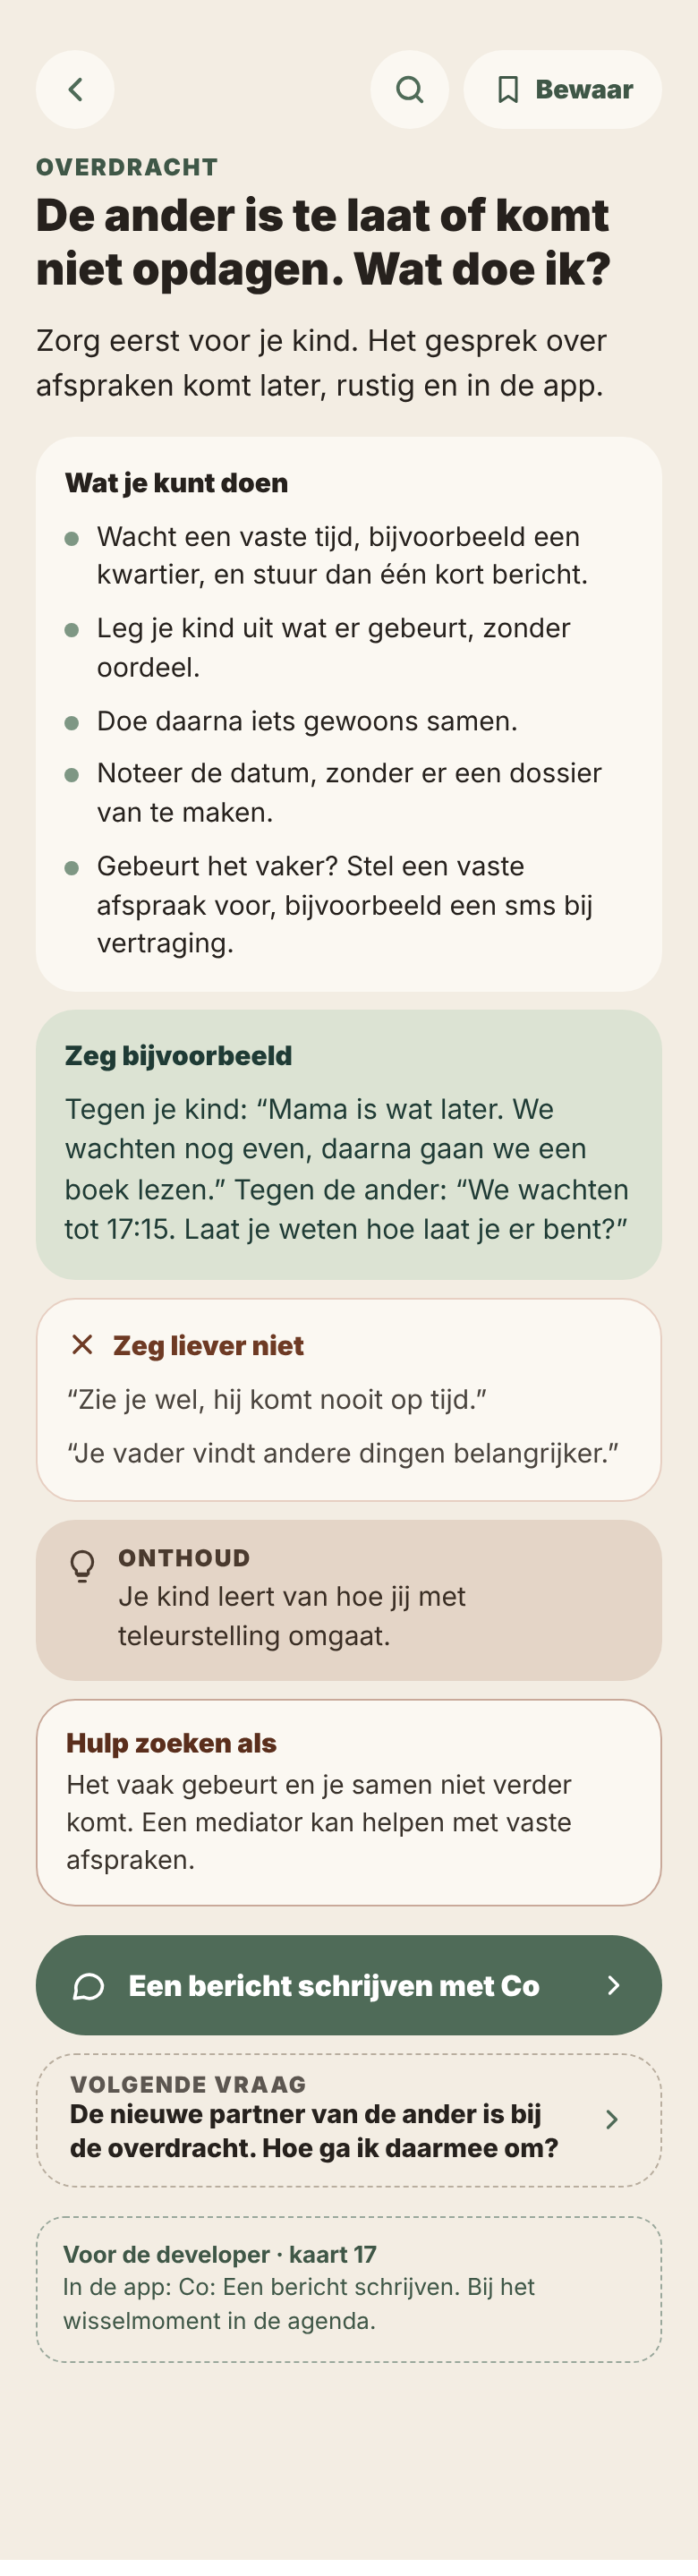 Bewaar
OVERDRACHT
De ander is te laat of komt
niet opdagen. Wat doe ik?
Zorg eerst voor je kind. Het gesprek over
afspraken komt later, rustig en in de app.
Wat je kunt doen
Wacht een vaste tijd, bijvoorbeeld een
kwartier, en stuur dan één kort bericht.
Leg je kind uit wat er gebeurt, zonder
oordeel.
Doe daarna iets gewoons samen.
Noteer de datum, zonder er een dossier
van te maken.
Gebeurt het vaker? Stel een vaste
afspraak voor, bijvoorbeeld een sms bij
vertraging.
Zeg bijvoorbeeld
Tegen je kind: “Mama is wat later. We
wachten nog even, daarna gaan we een
boek lezen.” Tegen de ander: “We wachten
tot 17:15. Laat je weten hoe laat je er bent?”
Zeg liever niet
“Zie je wel, hij komt nooit op tijd.”
“Je vader vindt andere dingen belangrijker.”
ONTHOUD
Je kind leert van hoe jij met
teleurstelling omgaat.
Hulp zoeken als
Het vaak gebeurt en je samen niet verder
komt. Een mediator kan helpen met vaste
afspraken.
Een bericht schrijven met Co
VOLGENDE VRAAG
De nieuwe partner van de ander is bij
de overdracht. Hoe ga ik daarmee om?
Voor de developer · kaart 17
In de app: Co: Een bericht schrijven. Bij het
wisselmoment in de agenda.